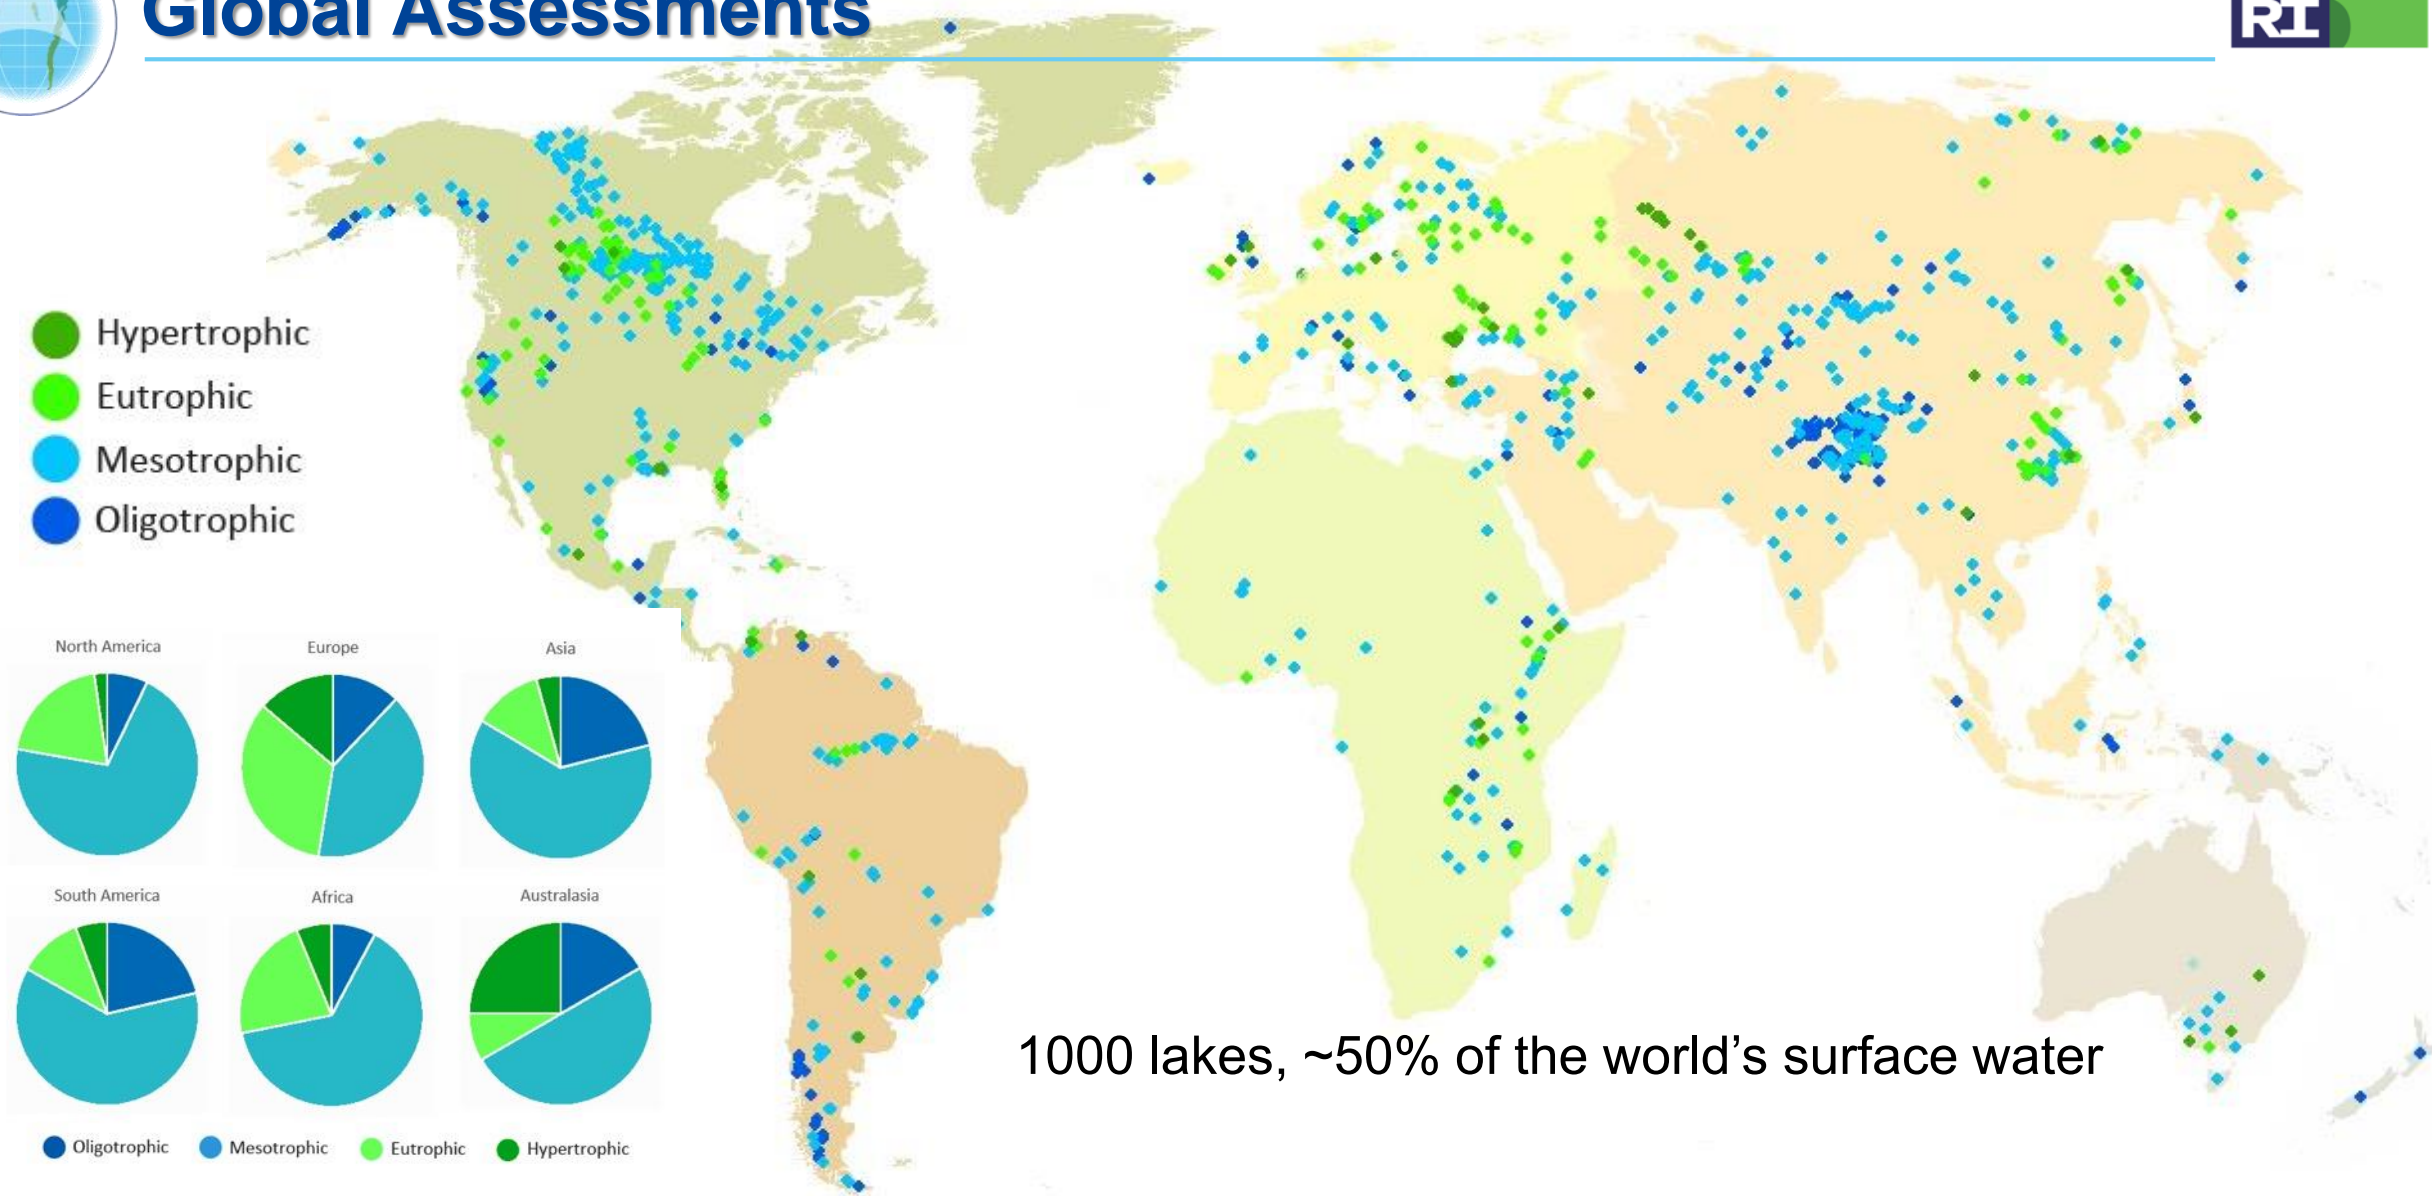 Global Assessments
RI
Hypertrophic
Eutrophic
Mesotrophic
Oligotrophic
North America
Europe
Asia
South America
Africa
Australasia
1000 lakes, ~50% of the world’s surface water
Oligotrophic
Mesotrophic
Eutrophic
Hypertrophic